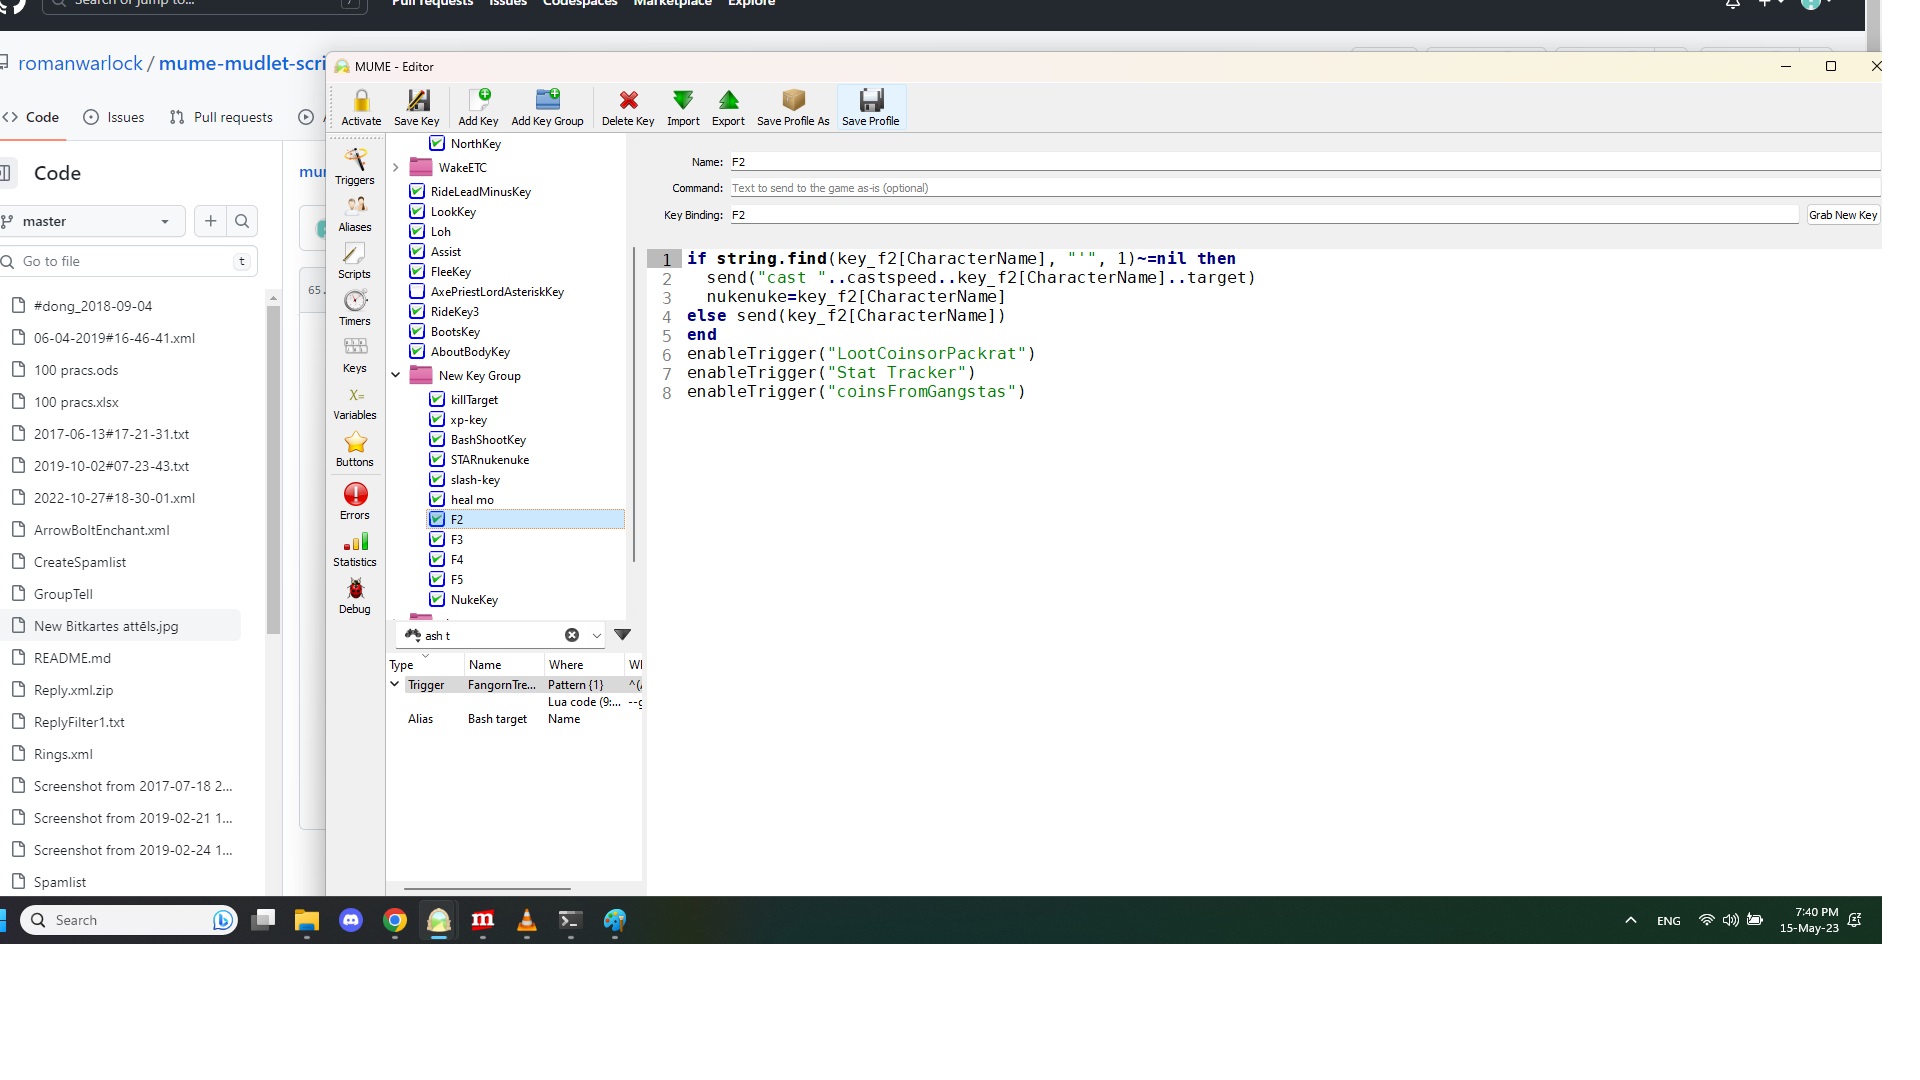 Search or jump to...
/
Pull requests
Issues
Codespaces
Marketplace
Explore
romanwarlock / mume-mudlet-scri
MUME - Editor
Activate
Save Key
Add Key
Add Key Group
Delete Key
Import
Export
Save Profile As
Save Profile
Code
Issues
Pull requests
Code
master
Go to file
t
#dong_2018-09-04
06-04-2019#16-46-41.xml
100 pracs.ods
100 pracs.xlsx
2017-06-13#17-21-31.txt
2019-10-02#07-23-43.txt
2022-10-27#18-30-01.xml
ArrowBoltEnchant.xml
CreateSpamlist
GroupTell
New Bitkartes attēls.jpg
README.md
Reply.xml.zip
ReplyFilter1.txt
Rings.xml
Screenshot from 2017-07-18 2...
Screenshot from 2019-02-21 1...
Screenshot from 2019-02-24 1...
Spamlist
mu
65.
Triggers
Aliases
Scripts
Timers
Keys
X=
Variables
Buttons
Errors
Statistics
Debug
NorthKey
WakeETC
RideLeadMinusKey
LookKey
Loh
Assist
FleeKey
AxePriestLordAsteriskKey
RideKey3
BootsKey
AboutBodyKey
New Key Group
killTarget
xp-key
BashShootKey
STARnukenuke
slash-key
heal mo
F2
F3
F4
F5
NukeKey
ash t
Type Name Where
Trigger FangornTre... Pattern {1} ^(
Lua code (9:... --g
Alias Bash target Name
Name: F2
Command: Text to send to the game as-is (optional)
Key Binding: F2 Grab New Key
1 if string.find(key_f2[CharacterName], "'", 1)~=nil then
2 send("cast "..castspeed..key_f2[CharacterName]..target)
3 nukenuke=key_f2[CharacterName]
4 else send(key_f2[CharacterName])
5 end
6 enableTrigger("LootCoinsorPackrat")
7 enableTrigger("Stat Tracker")
8 enableTrigger("coinsFromGangstas")
Search
ENG
7:40 PM
15-May-23